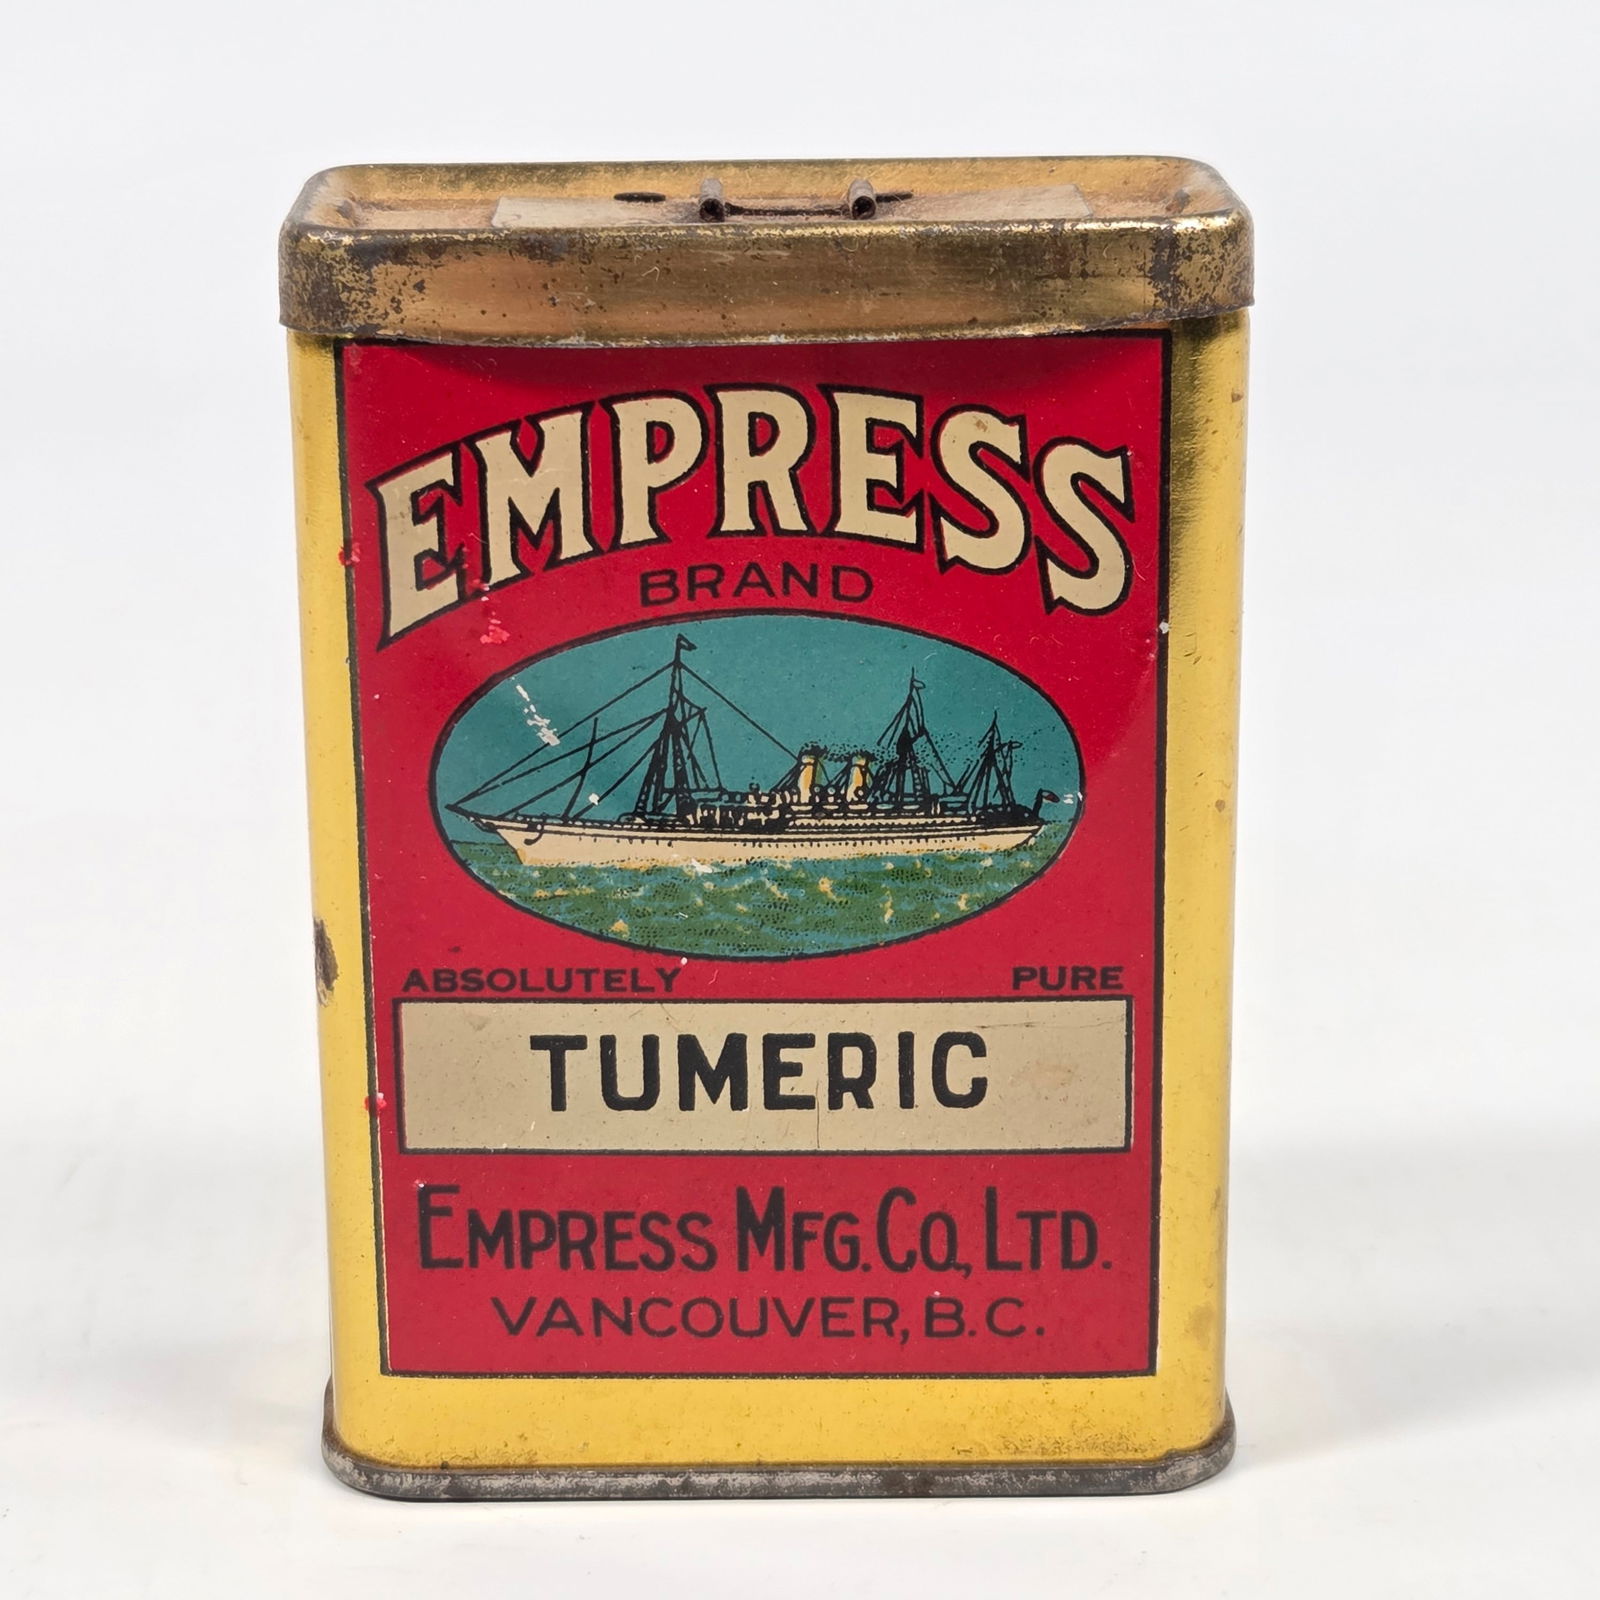 EMPRESS
BRAND
ABSOLUTELY PURE
TUMERIC
EMPRESS MFG. CO., LTD.
VANCOUVER, B.C.